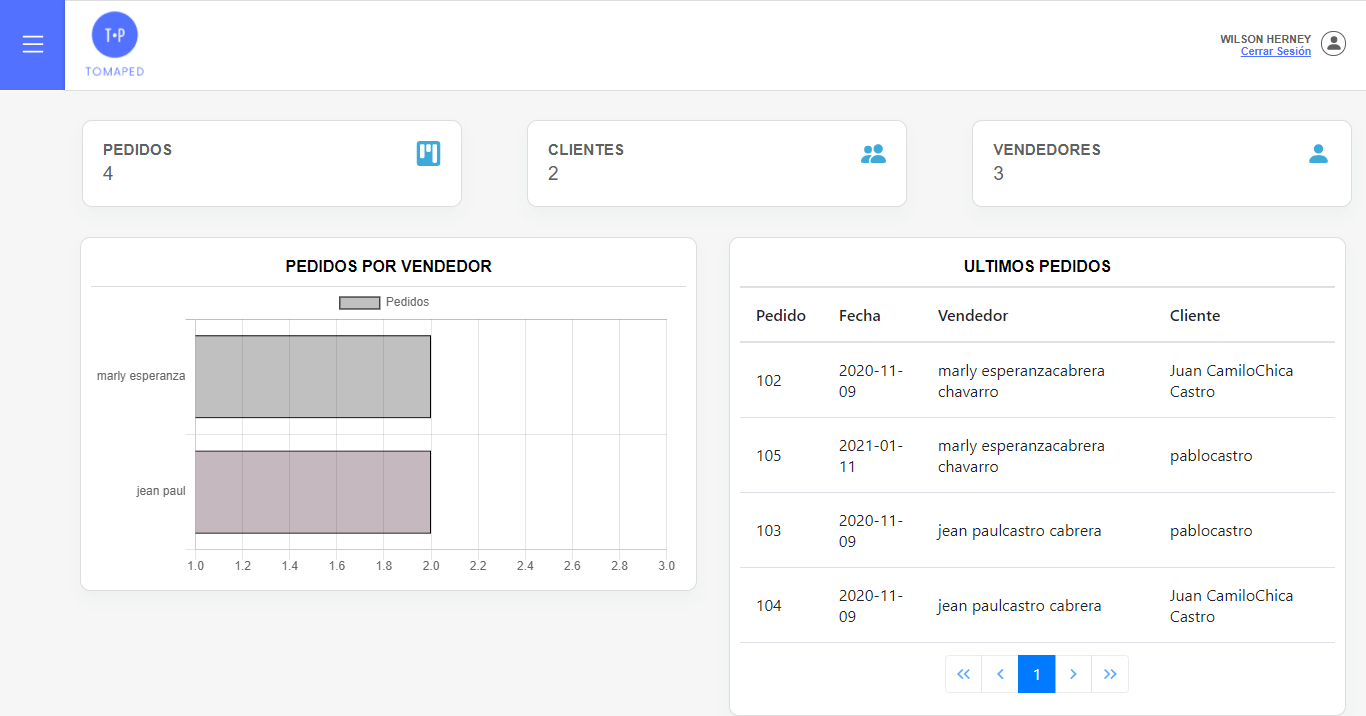 T•P
TOMAPED
WILSON HERNEY
Cerrar Sesión
PEDIDOS
4
CLIENTES
2
VENDEDORES
3
PEDIDOS POR VENDEDOR
Pedidos
marly esperanza
jean paul
1.0 1.2 1.4 1.6 1.8 2.0 2.2 2.4 2.6 2.8 3.0
ULTIMOS PEDIDOS
Pedido Fecha Vendedor Cliente
102 2020-11-09 marly esperanzacabrera chavarro Juan CamiloChica Castro
105 2021-01-11 marly esperanzacabrera chavarro pablocastro
103 2020-11-09 jean paulcastro cabrera pablocastro
104 2020-11-09 jean paulcastro cabrera Juan CamiloChica Castro
« ‹ 1 › »